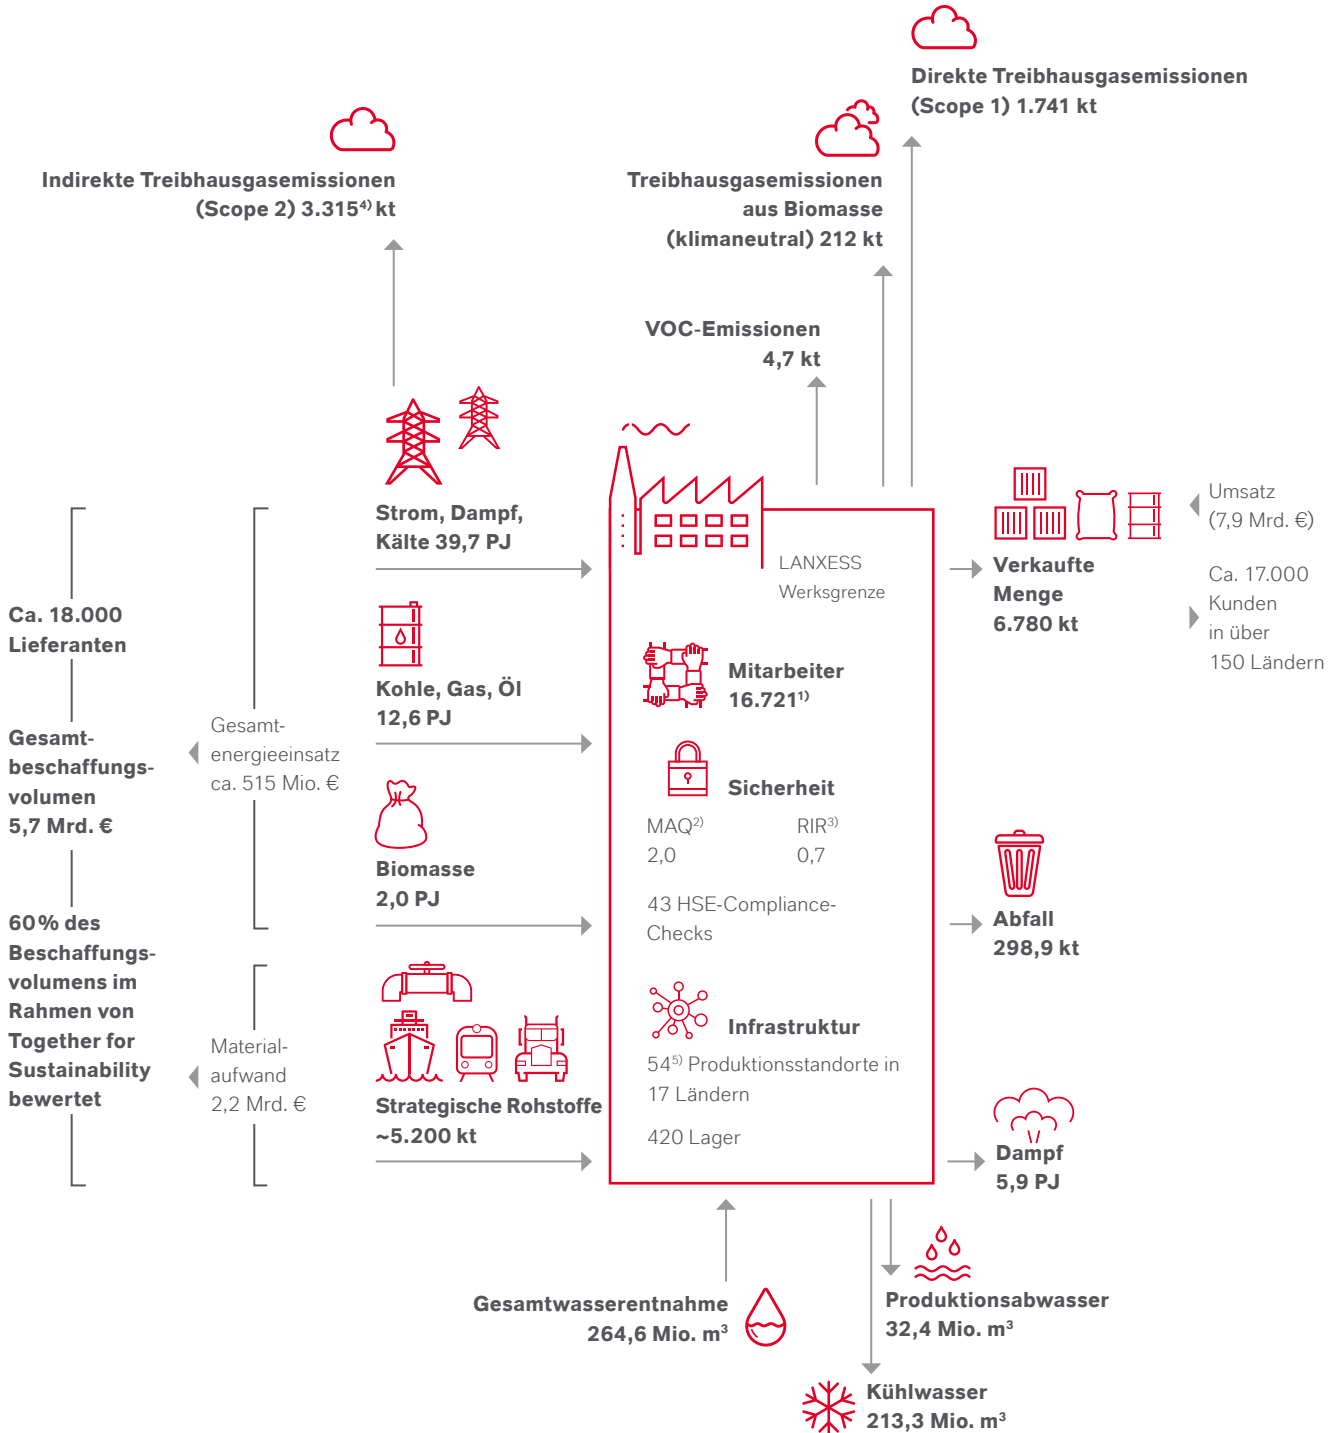 Direkte Treibhausgasemissionen
(Scope 1) 1.741 kt
Indirekte Treibhausgasemissionen
(Scope 2) 3.315⁴⁾ kt
Treibhausgasemissionen
aus Biomasse
(klimaneutral) 212 kt
VOC-Emissionen
4,7 kt
Ca. 18.000
Lieferanten
Gesamt-
beschaffungs-
volumen
5,7 Mrd. €
60 % des
Beschaffungs-
volumens im
Rahmen von
Together for
Sustainability
bewertet
Gesamt-
energieeinsatz
ca. 515 Mio. €
Material-
aufwand
2,2 Mrd. €
Strom, Dampf,
Kälte 39,7 PJ
Kohle, Gas, Öl
12,6 PJ
Biomasse
2,0 PJ
Strategische Rohstoffe
~5.200 kt
LANXESS
Werksgrenze
Mitarbeiter
16.721¹⁾
Sicherheit
MAQ²⁾ RIR³⁾
2,0 0,7
43 HSE-Compliance-
Checks
Infrastruktur
54⁵⁾ Produktionsstandorte in
17 Ländern
420 Lager
Verkaufte
Menge
6.780 kt
Umsatz
(7,9 Mrd. €)
Ca. 17.000
Kunden
in über
150 Ländern
Abfall
298,9 kt
Dampf
5,9 PJ
Gesamtwasserentnahme
264,6 Mio. m³
Produktionsabwasser
32,4 Mio. m³
Kühlwasser
213,3 Mio. m³